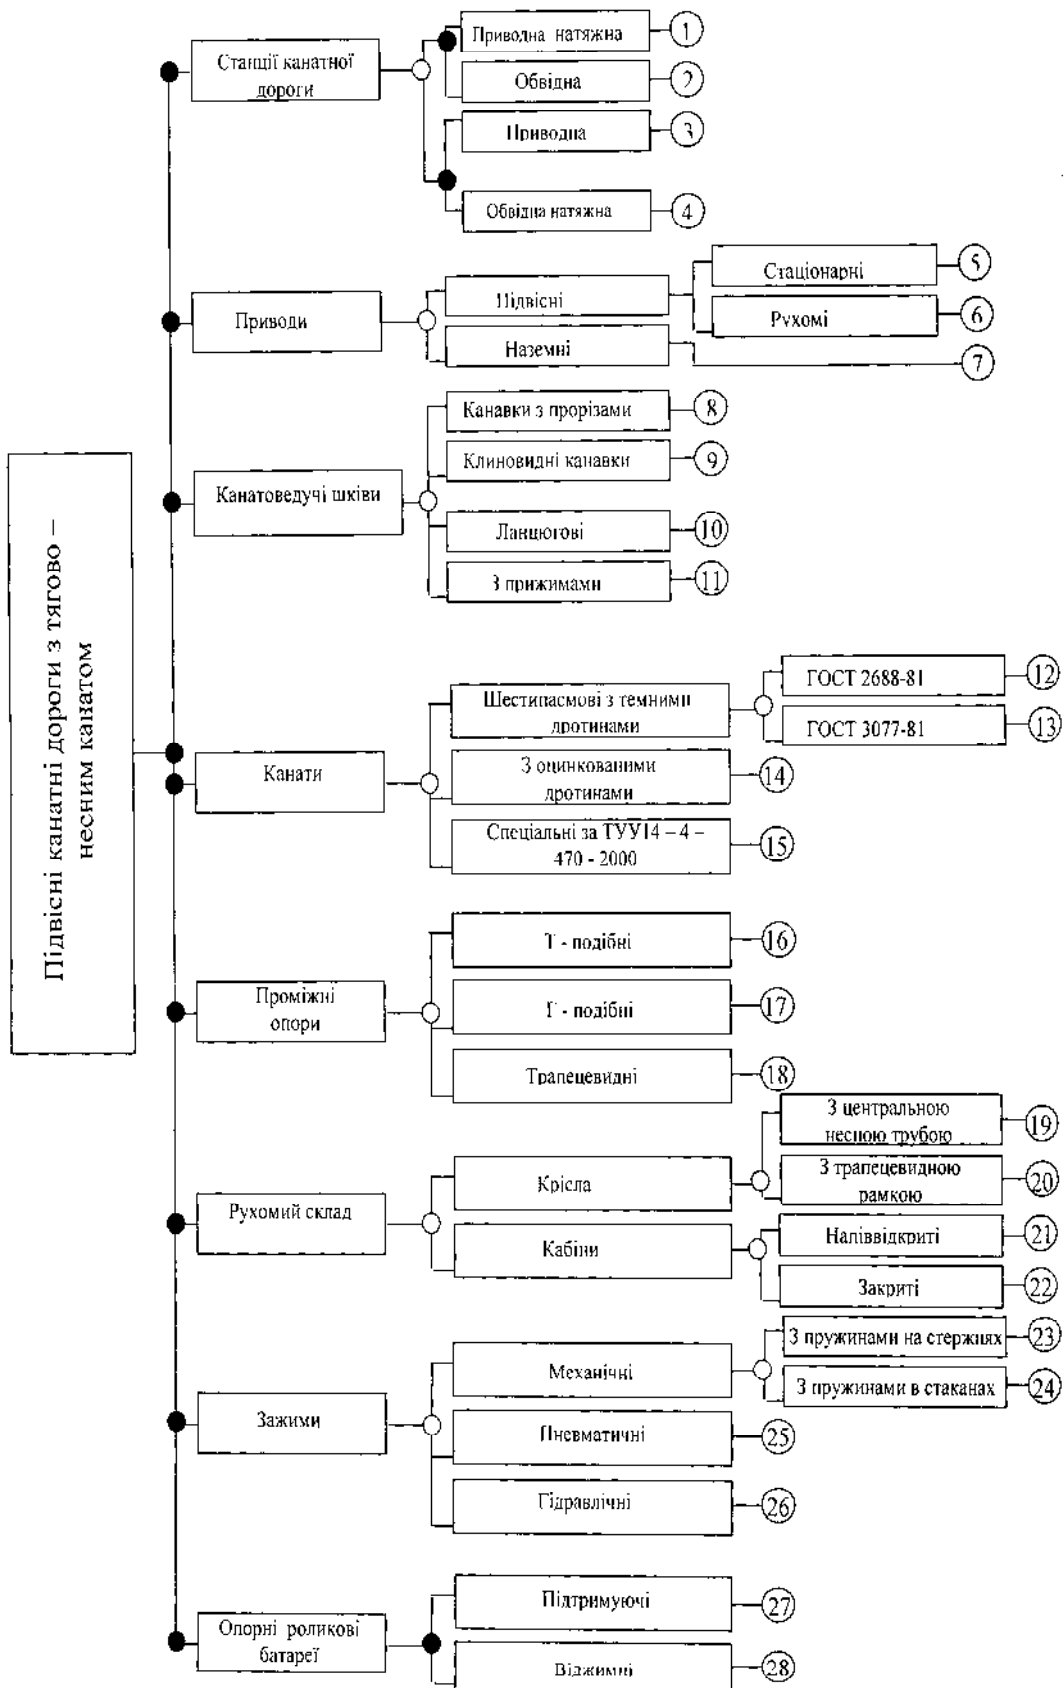 Підвісні канатні дороги з тягово –
несним канатом
Станції канатної
дороги
Приводна натяжна
1
Обвідна
2
Приводна
3
Обвідна натяжна
4
Приводи
Підвісні
Стаціонарні
5
Рухомі
6
Наземні
7
Канатоведучі шківи
Канавки з прорізами
8
Клиновидні канавки
9
Ланцюгові
10
З прижимами
11
Канати
Шестипасмові з темними
дротинами
ГОСТ 2688-81
12
ГОСТ 3077-81
13
З оцинкованими
дротинами
14
Спеціальні за ТУУ14 – 4 –
470 - 2000
15
Проміжні
опори
Т - подібні
16
Г - подібні
17
Трапецевидні
18
Рухомий склад
Крісла
З центральною
несною трубою
19
З трапецевидною
рамкою
20
Кабіни
Напіввідкриті
21
Закриті
22
Зажими
Механічні
З пружинами на стержнях
23
З пружинами в стаканах
24
Пневматичні
25
Гідравлічні
26
Опорні роликові
батареї
Підтримуючі
27
Віджимні
28